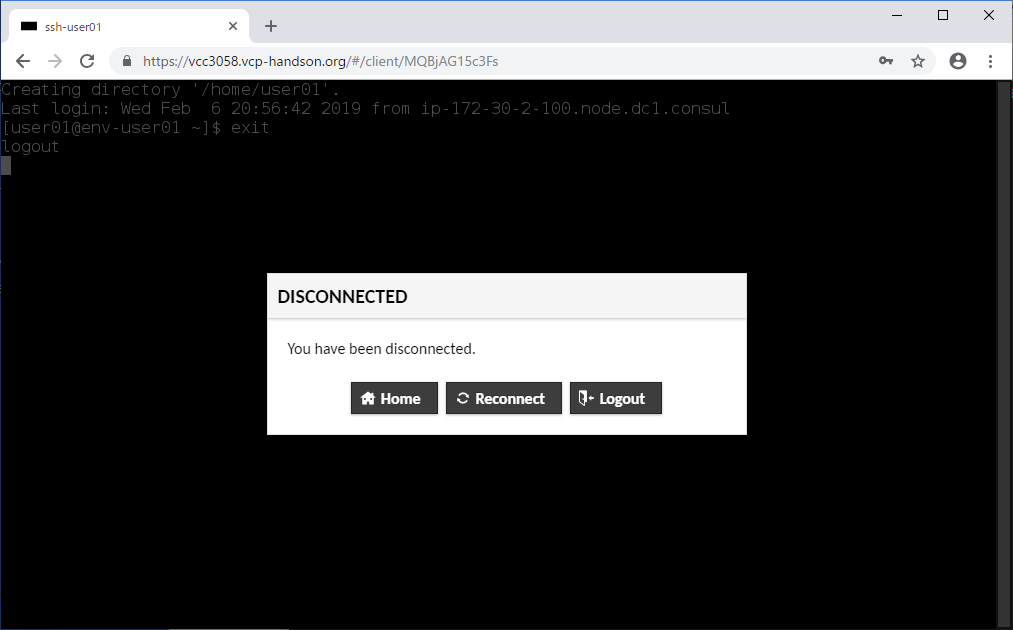 ssh-user01
https://vcc3058.vcp-handson.org/#/client/MQBjAG15c3Fs
Creating directory '/home/user01'.
Last login: Wed Feb  6 20:56:42 2019 from ip-172-30-2-100.node.dc1.consul
[user01@env-user01 ~]$ exit
logout
DISCONNECTED
You have been disconnected.
Home Reconnect Logout